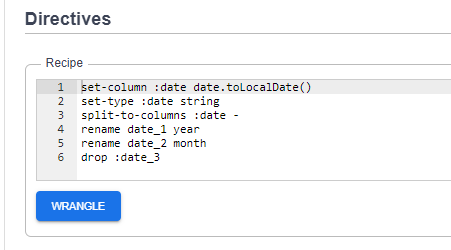 Directives
Recipe
1 set-column :date date.toLocalDate()
2 set-type :date string
3 split-to-columns :date -
4 rename date_1 year
5 rename date_2 month
6 drop :date_3
WRANGLE